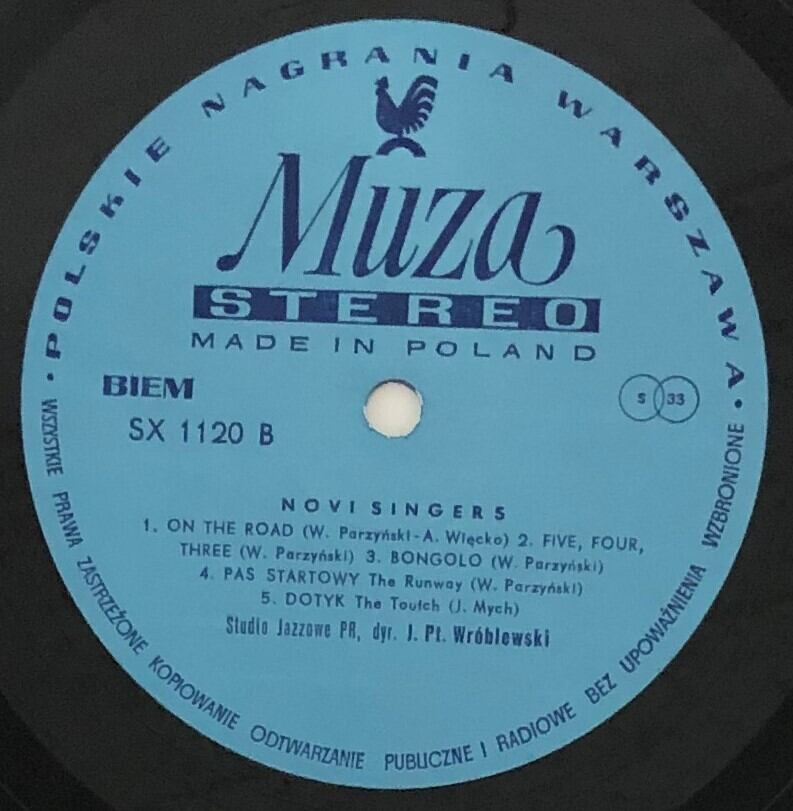 • POLSKIE NAGRANIA WARSZAWA •
Muza
STEREO
MADE IN POLAND
BIEM
S 33
SX 1120 B
NOVI SINGERS
1. ON THE ROAD (W. Parzyński-A. Więcko) 2. FIVE, FOUR,
THREE (W. Parzyński) 3. BONGOLO (W. Parzyński)
4. PAS STARTOWY The Runway (W. Parzyński)
5. DOTYK The Toutch (J. Mych)
Studio Jazzowe PR, dyr. J. Pt. Wróblewski
WSZYSTKIE PRAWA ZASTRZEŻONE KOPIOWANIE ODTWARZANIE PUBLICZNE I RADIOWE BEZ UPOWAŻNIENIA WZBRONIONE